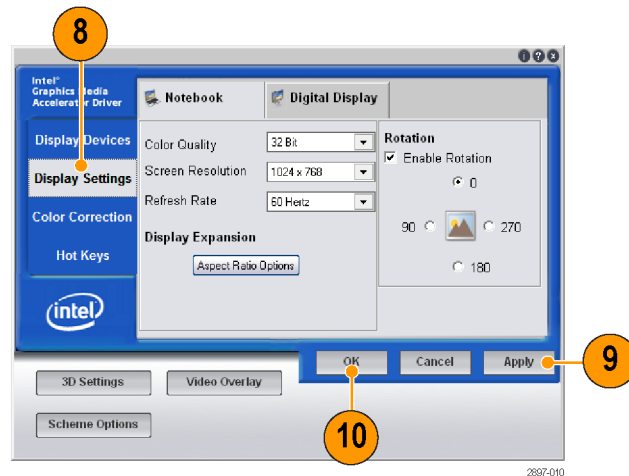 8
Intel®
Graphics Media
Accelerator Driver
Notebook
Digital Display
Display Devices
Display Settings
Color Correction
Hot Keys
intel
Color Quality
32 Bit
Screen Resolution
1024 x 768
Refresh Rate
60 Hertz
Display Expansion
Aspect Ratio Options
Rotation
Enable Rotation
0
90
270
180
OK
Cancel
Apply
9
3D Settings
Video Overlay
Scheme Options
10
2897-010